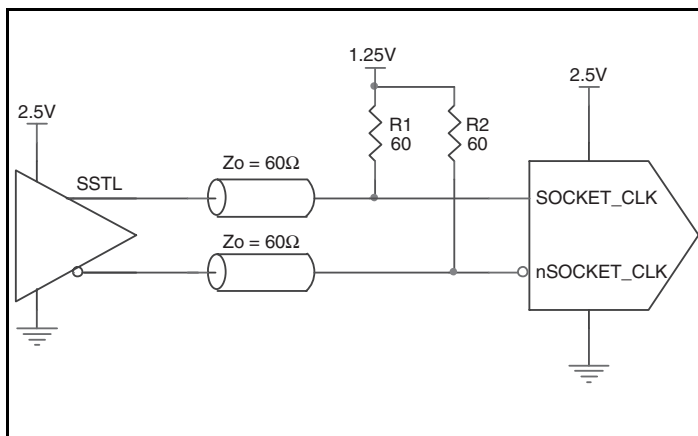 1.25V
2.5V
2.5V
R1
60
R2
60
Zo = 60Ω
SSTL
SOCKET_CLK
Zo = 60Ω
nSOCKET_CLK